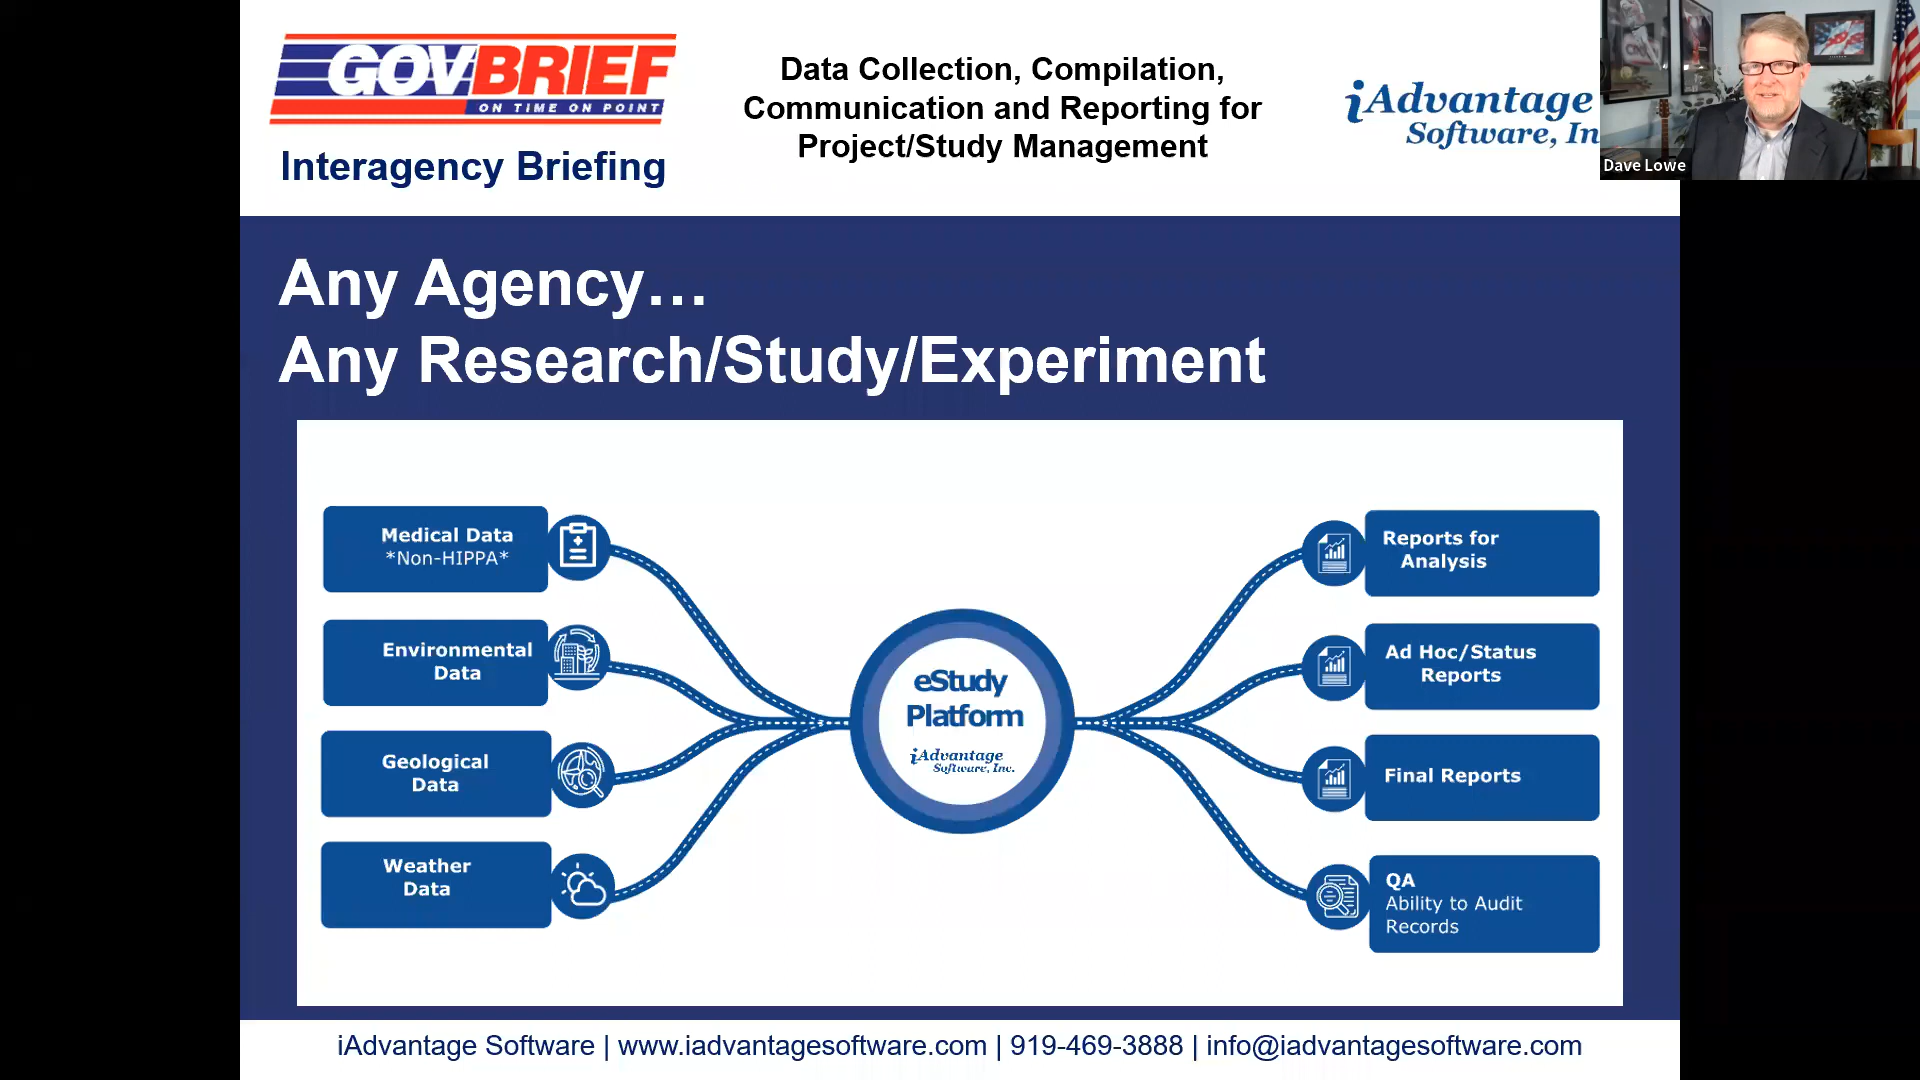 GOVBRIEF
ON TIME ON POINT
Interagency Briefing
Data Collection, Compilation,
Communication and Reporting for
Project/Study Management
iAdvantage
Software, In
Dave Lowe
Any Agency…
Any Research/Study/Experiment
Medical Data
*Non-HIPPA*
Environmental
Data
Geological
Data
Weather
Data
eStudy
Platform
iAdvantage
Software, Inc.
Reports for
Analysis
Ad Hoc/Status
Reports
Final Reports
QA
Ability to Audit
Records
iAdvantage Software | www.iadvantagesoftware.com | 919-469-3888 | info@iadvantagesoftware.com